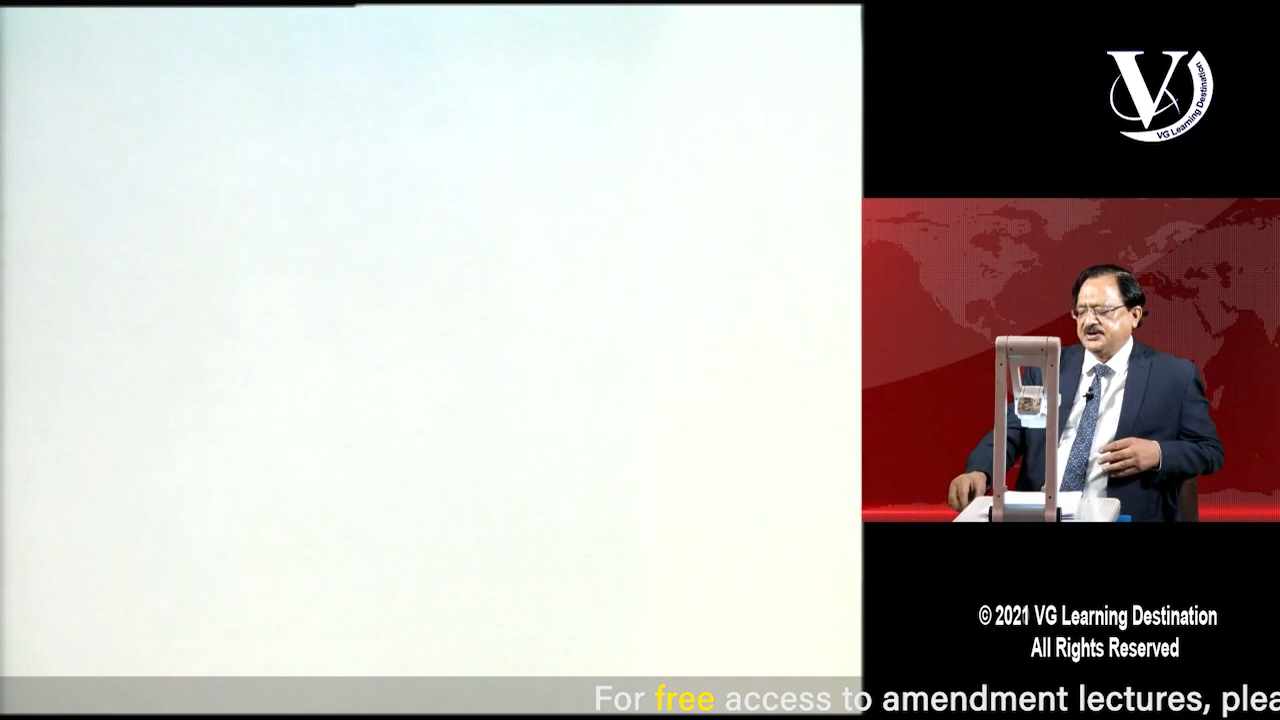 V
VG Learning Destination
© 2021 VG Learning Destination
All Rights Reserved
For free access to amendment lectures, plea